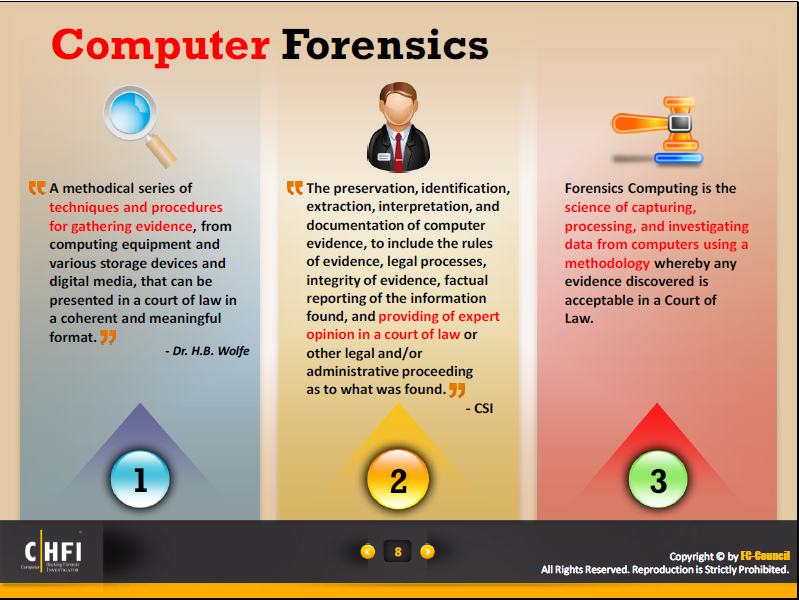 Computer Forensics
“ A methodical series of
techniques and procedures
for gathering evidence, from
computing equipment and
various storage devices and
digital media, that can be
presented in a court of law in
a coherent and meaningful
format. ”
- Dr. H.B. Wolfe
“ The preservation, identification,
extraction, interpretation, and
documentation of computer
evidence, to include the rules
of evidence, legal processes,
integrity of evidence, factual
reporting of the information
found, and providing of expert
opinion in a court of law or
other legal and/or
administrative proceeding
as to what was found. ”
- CSI
Forensics Computing is the
science of capturing,
processing, and investigating
data from computers using a
methodology whereby any
evidence discovered is
acceptable in a Court of
Law.
1
2
3
CHFI
Computer Hacking Forensic
INVESTIGATOR
8
Copyright © by EC-Council
All Rights Reserved. Reproduction is Strictly Prohibited.